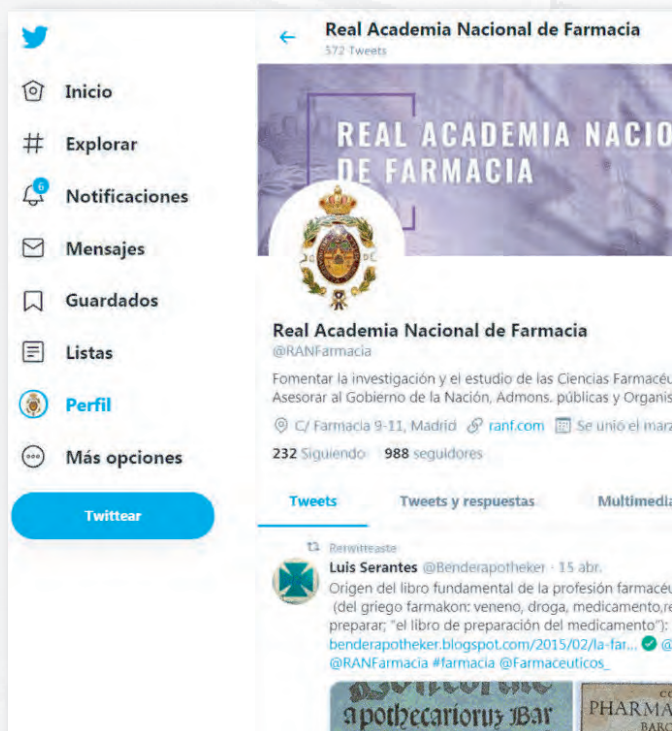 Real Academia Nacional de Farmacia
572 Tweets
Inicio
Explorar
6
Notificaciones
Mensajes
Guardados
Listas
Perfil
Más opciones
Twittear
REAL ACADEMIA NACIO
DE FARMACIA
Real Academia Nacional de Farmacia
@RANFarmacia
Fomentar la investigación y el estudio de las Ciencias Farmacéu
Asesorar al Gobierno de la Nación, Admons. públicas y Organis
C/ Farmacia 9-11, Madrid ranf.com Se unió el marz
232 Siguiendo 988 seguidores
Tweets Tweets y respuestas Multimedia
Retwitteaste
Luis Serantes @Benderapotheker · 15 abr.
Origen del libro fundamental de la profesión farmacéu
(del griego farmakon: veneno, droga, medicamento,re
preparar; "el libro de preparación del medicamento"):
benderapotheker.blogspot.com/2015/02/la-far... @
@RANFarmacia #farmacia @Farmaceuticos_
apothecarioruz Bar
CO
PHARMA
BARC